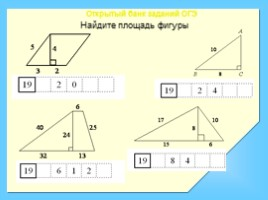 Открытый банк заданий ОГЭ
Найдите площадь фигуры
5 4
3 2
19 2 0
A
10
B 8 C
19 2 4
6
40 24 25
32 13
19 6 1 2
17 8 10
15 6
19 8 4